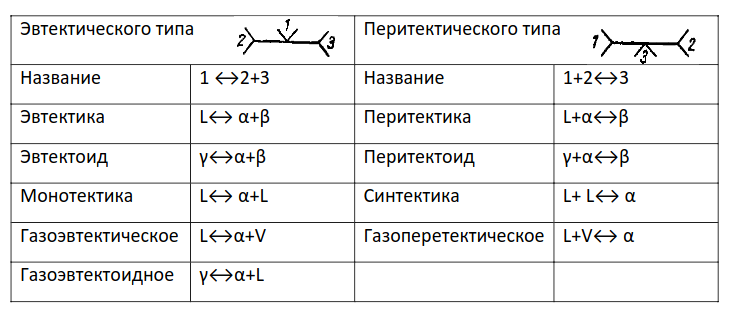 Эвтектического типа 1 2 3 Перитектического типа 1 2 3
Название 1 ↔2+3 Название 1+2↔3
Эвтектика L↔ α+β Перитектика L+α↔β
Эвтектоид γ↔α+β Перитектоид γ+α↔β
Монотектика L↔ α+L Синтектика L+ L↔ α
Газоэвтектическое L↔α+V Газоперетектическое L+V↔ α
Газоэвтектоидное γ↔α+L